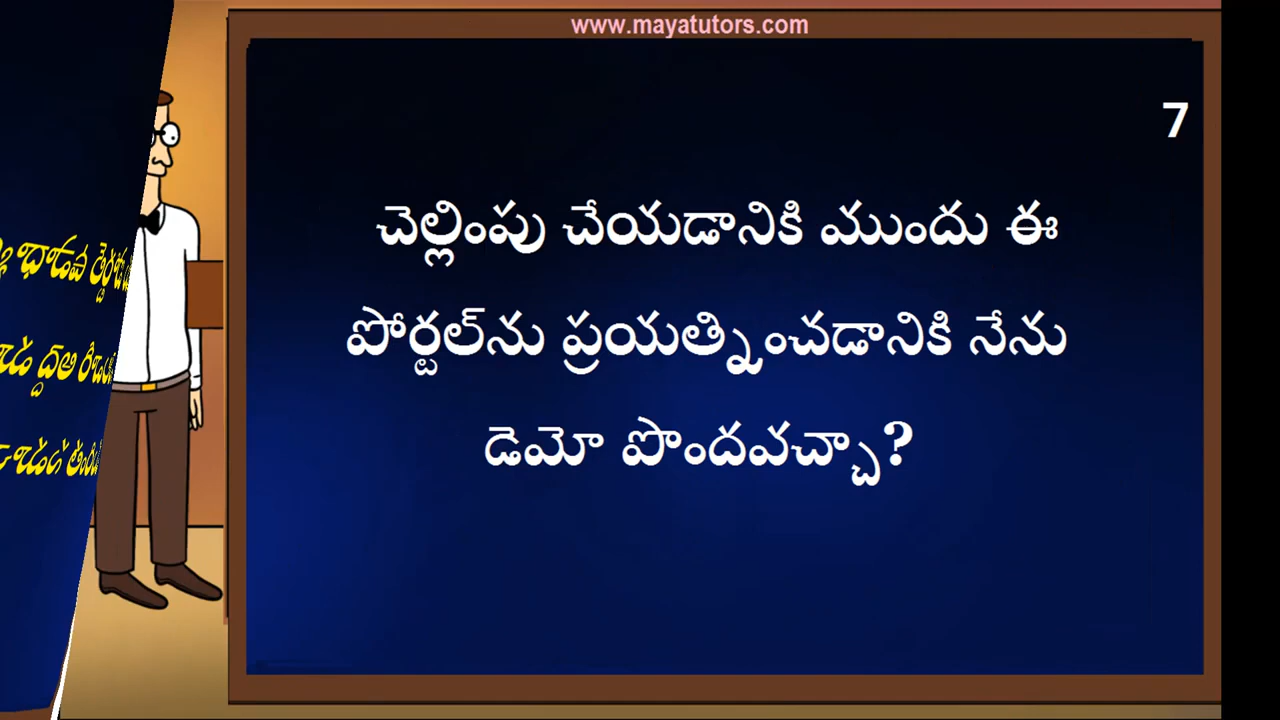 www.mayatutors.com
7
చెల్లింపు చేయడానికి ముందు ఈ
పోర్టల్‌ను ప్రయత్నించడానికి నేను
డెమో పొందవచ్చా?